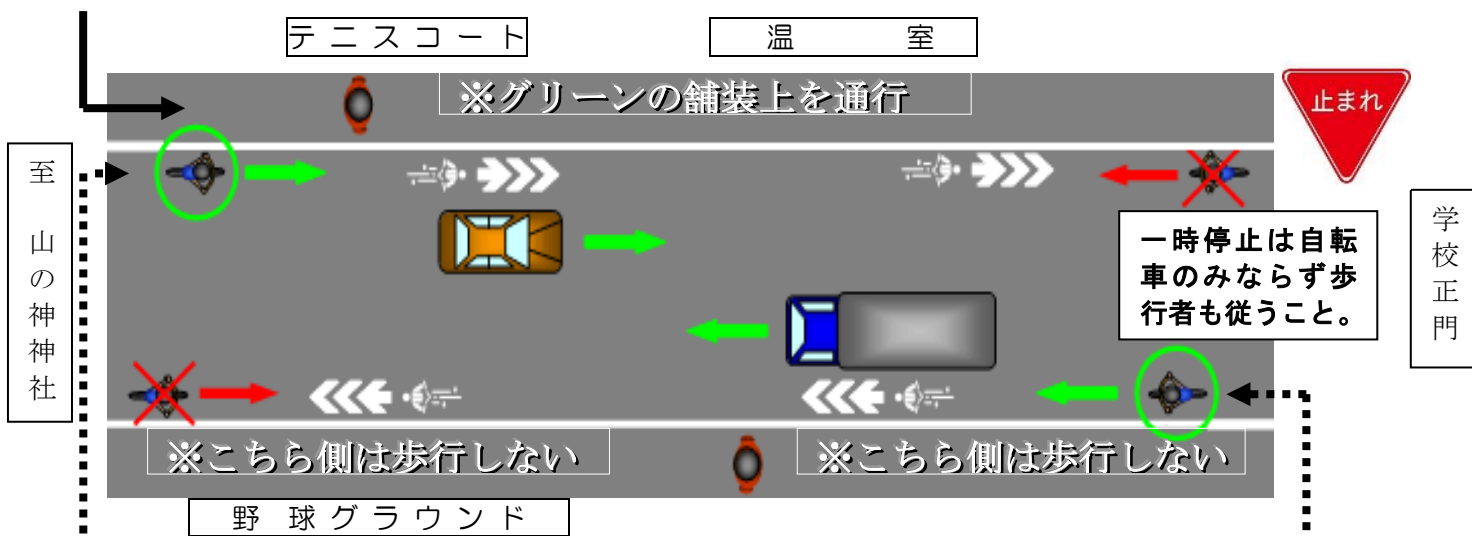 テニスコート
温室
※グリーンの舗装上を通行
止まれ
至 山の神神社
一時停止は自転
車のみならず歩
行者も従うこと。
学校正門
※こちら側は歩行しない
※こちら側は歩行しない
野球グラウンド